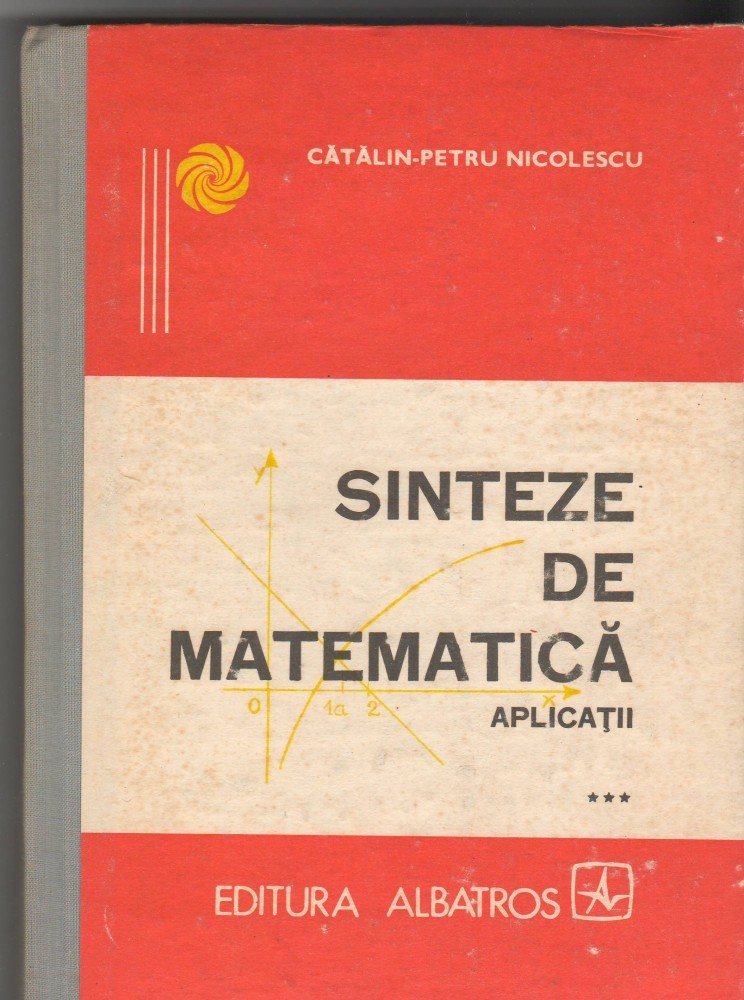 CĂTĂLIN-PETRU NICOLESCU
y
SINTEZE
DE
MATEMATICĂ
0 1a 2 x
APLICAŢII
***
EDITURA ALBATROS